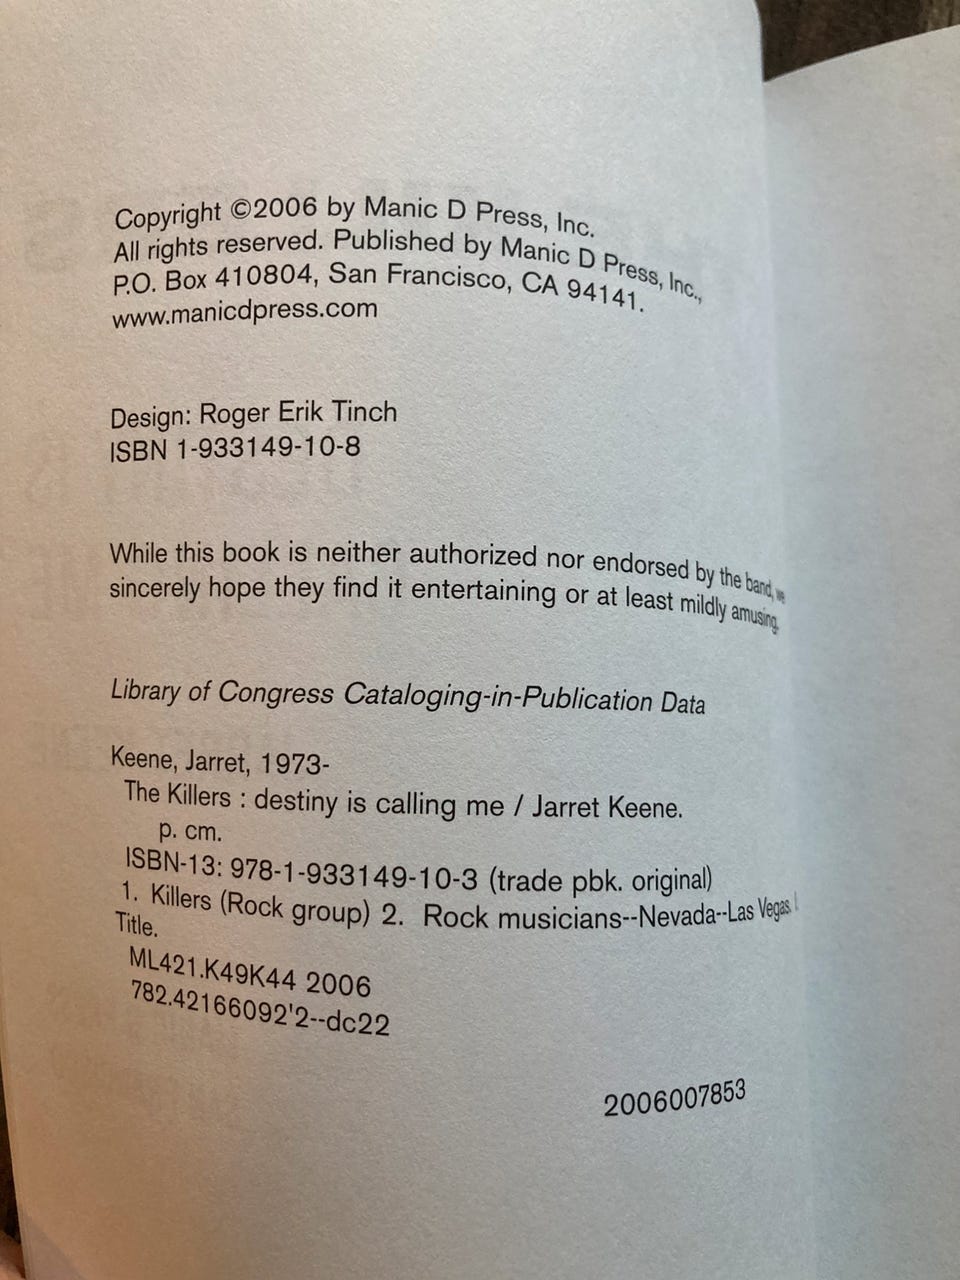 Copyright ©2006 by Manic D Press, Inc.
All rights reserved. Published by Manic D Press, Inc.,
P.O. Box 410804, San Francisco, CA 94141.
www.manicdpress.com
Design: Roger Erik Tinch
ISBN 1-933149-10-8
While this book is neither authorized nor endorsed by the band, we
sincerely hope they find it entertaining or at least mildly amusing.
Library of Congress Cataloging-in-Publication Data
Keene, Jarret, 1973-
The Killers : destiny is calling me / Jarret Keene.
p. cm.
ISBN-13: 978-1-933149-10-3 (trade pbk. original)
1. Killers (Rock group) 2. Rock musicians--Nevada--Las Vegas.
Title.
ML421.K49K44 2006
782.42166092'2--dc22
2006007853